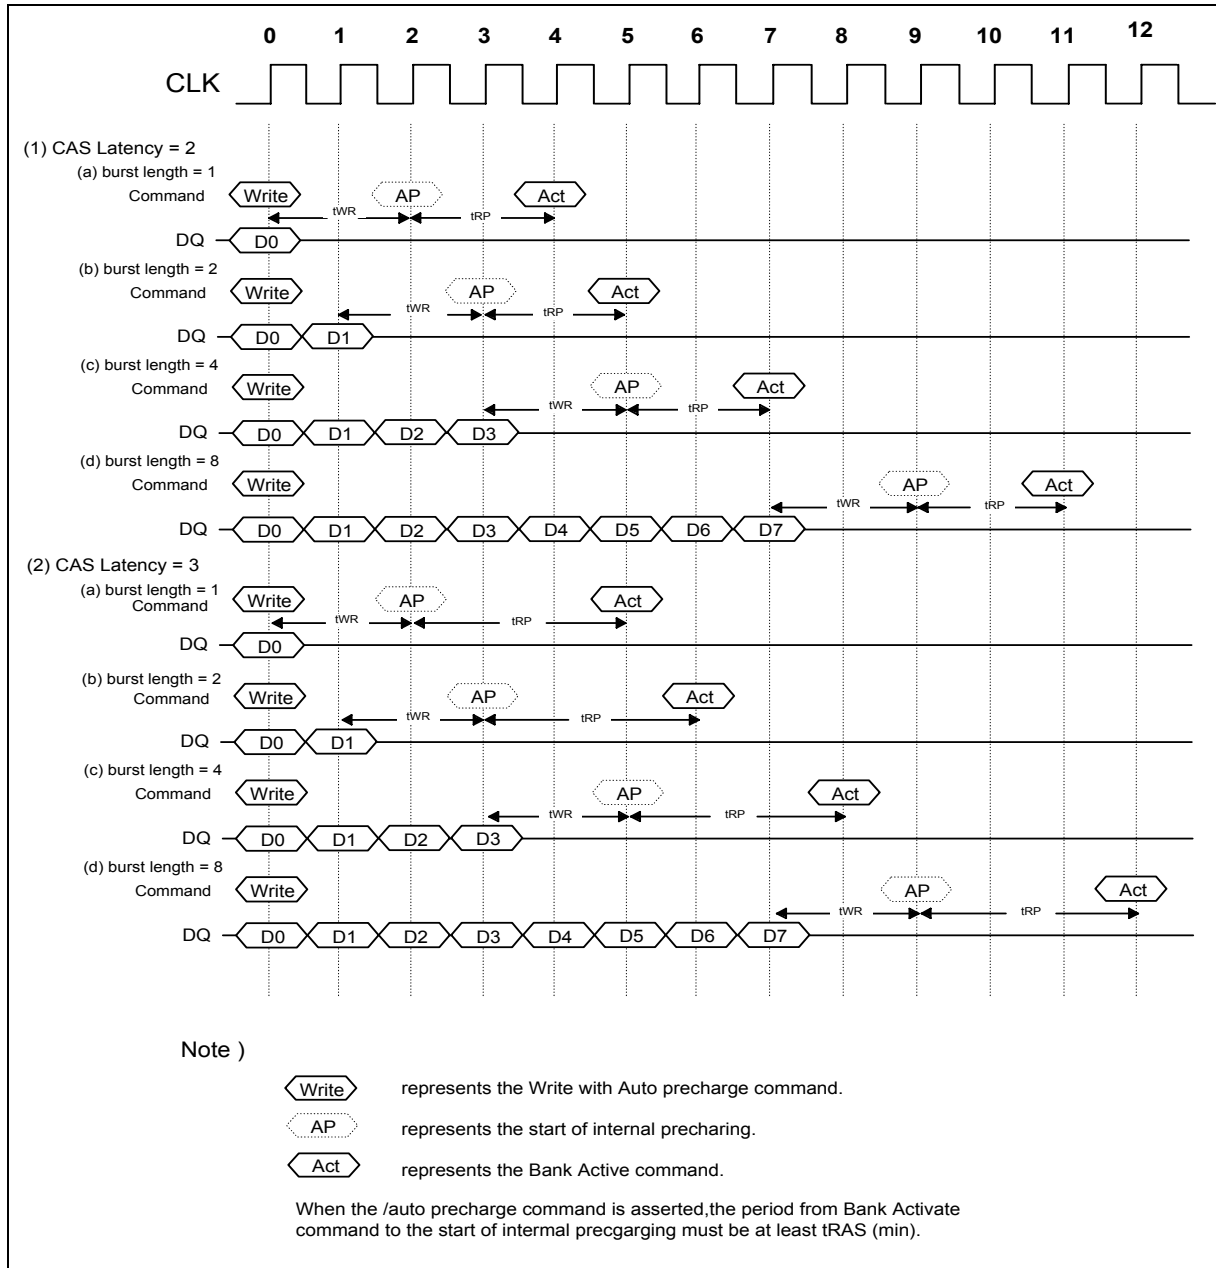 0 1 2 3 4 5 6 7 8 9 10 11 12
CLK
(1) CAS Latency = 2
(a) burst length = 1
Command Write AP Act
tWR tRP
DQ D0
(b) burst length = 2
Command Write AP Act
tWR tRP
DQ D0 D1
(c) burst length = 4
Command Write AP Act
tWR tRP
DQ D0 D1 D2 D3
(d) burst length = 8
Command Write AP Act
tWR tRP
DQ D0 D1 D2 D3 D4 D5 D6 D7
(2) CAS Latency = 3
(a) burst length = 1
Command Write AP Act
tWR tRP
DQ D0
(b) burst length = 2
Command Write AP Act
tWR tRP
DQ D0 D1
(c) burst length = 4
Command Write AP Act
tWR tRP
DQ D0 D1 D2 D3
(d) burst length = 8
Command Write AP Act
tWR tRP
DQ D0 D1 D2 D3 D4 D5 D6 D7
Note )
Write represents the Write with Auto precharge command.
AP represents the start of internal precharing.
Act represents the Bank Active command.
When the /auto precharge command is asserted,the period from Bank Activate
command to the start of intermal precgarging must be at least tRAS (min).